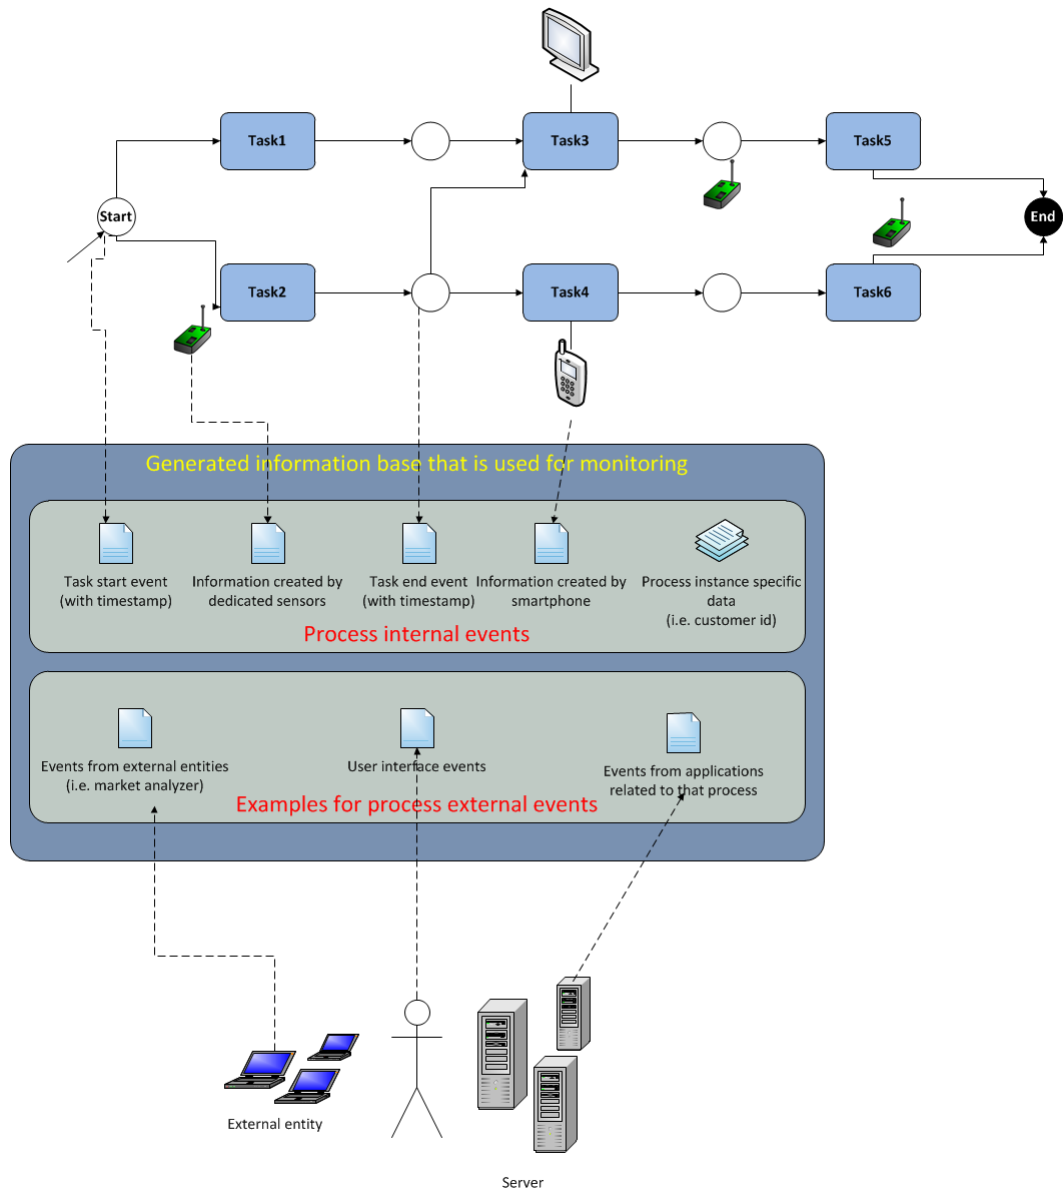 Task1
Task3
Task5
Start
End
Task2
Task4
Task6
Generated information base that is used for monitoring
Task start event
(with timestamp)
Information created by
dedicated sensors
Task end event
(with timestamp)
Information created by
smartphone
Process instance specific
data
(i.e. customer id)
Process internal events
Events from external entities
(i.e. market analyzer)
User interface events
Events from applications
related to that process
Examples for process external events
External entity
Server